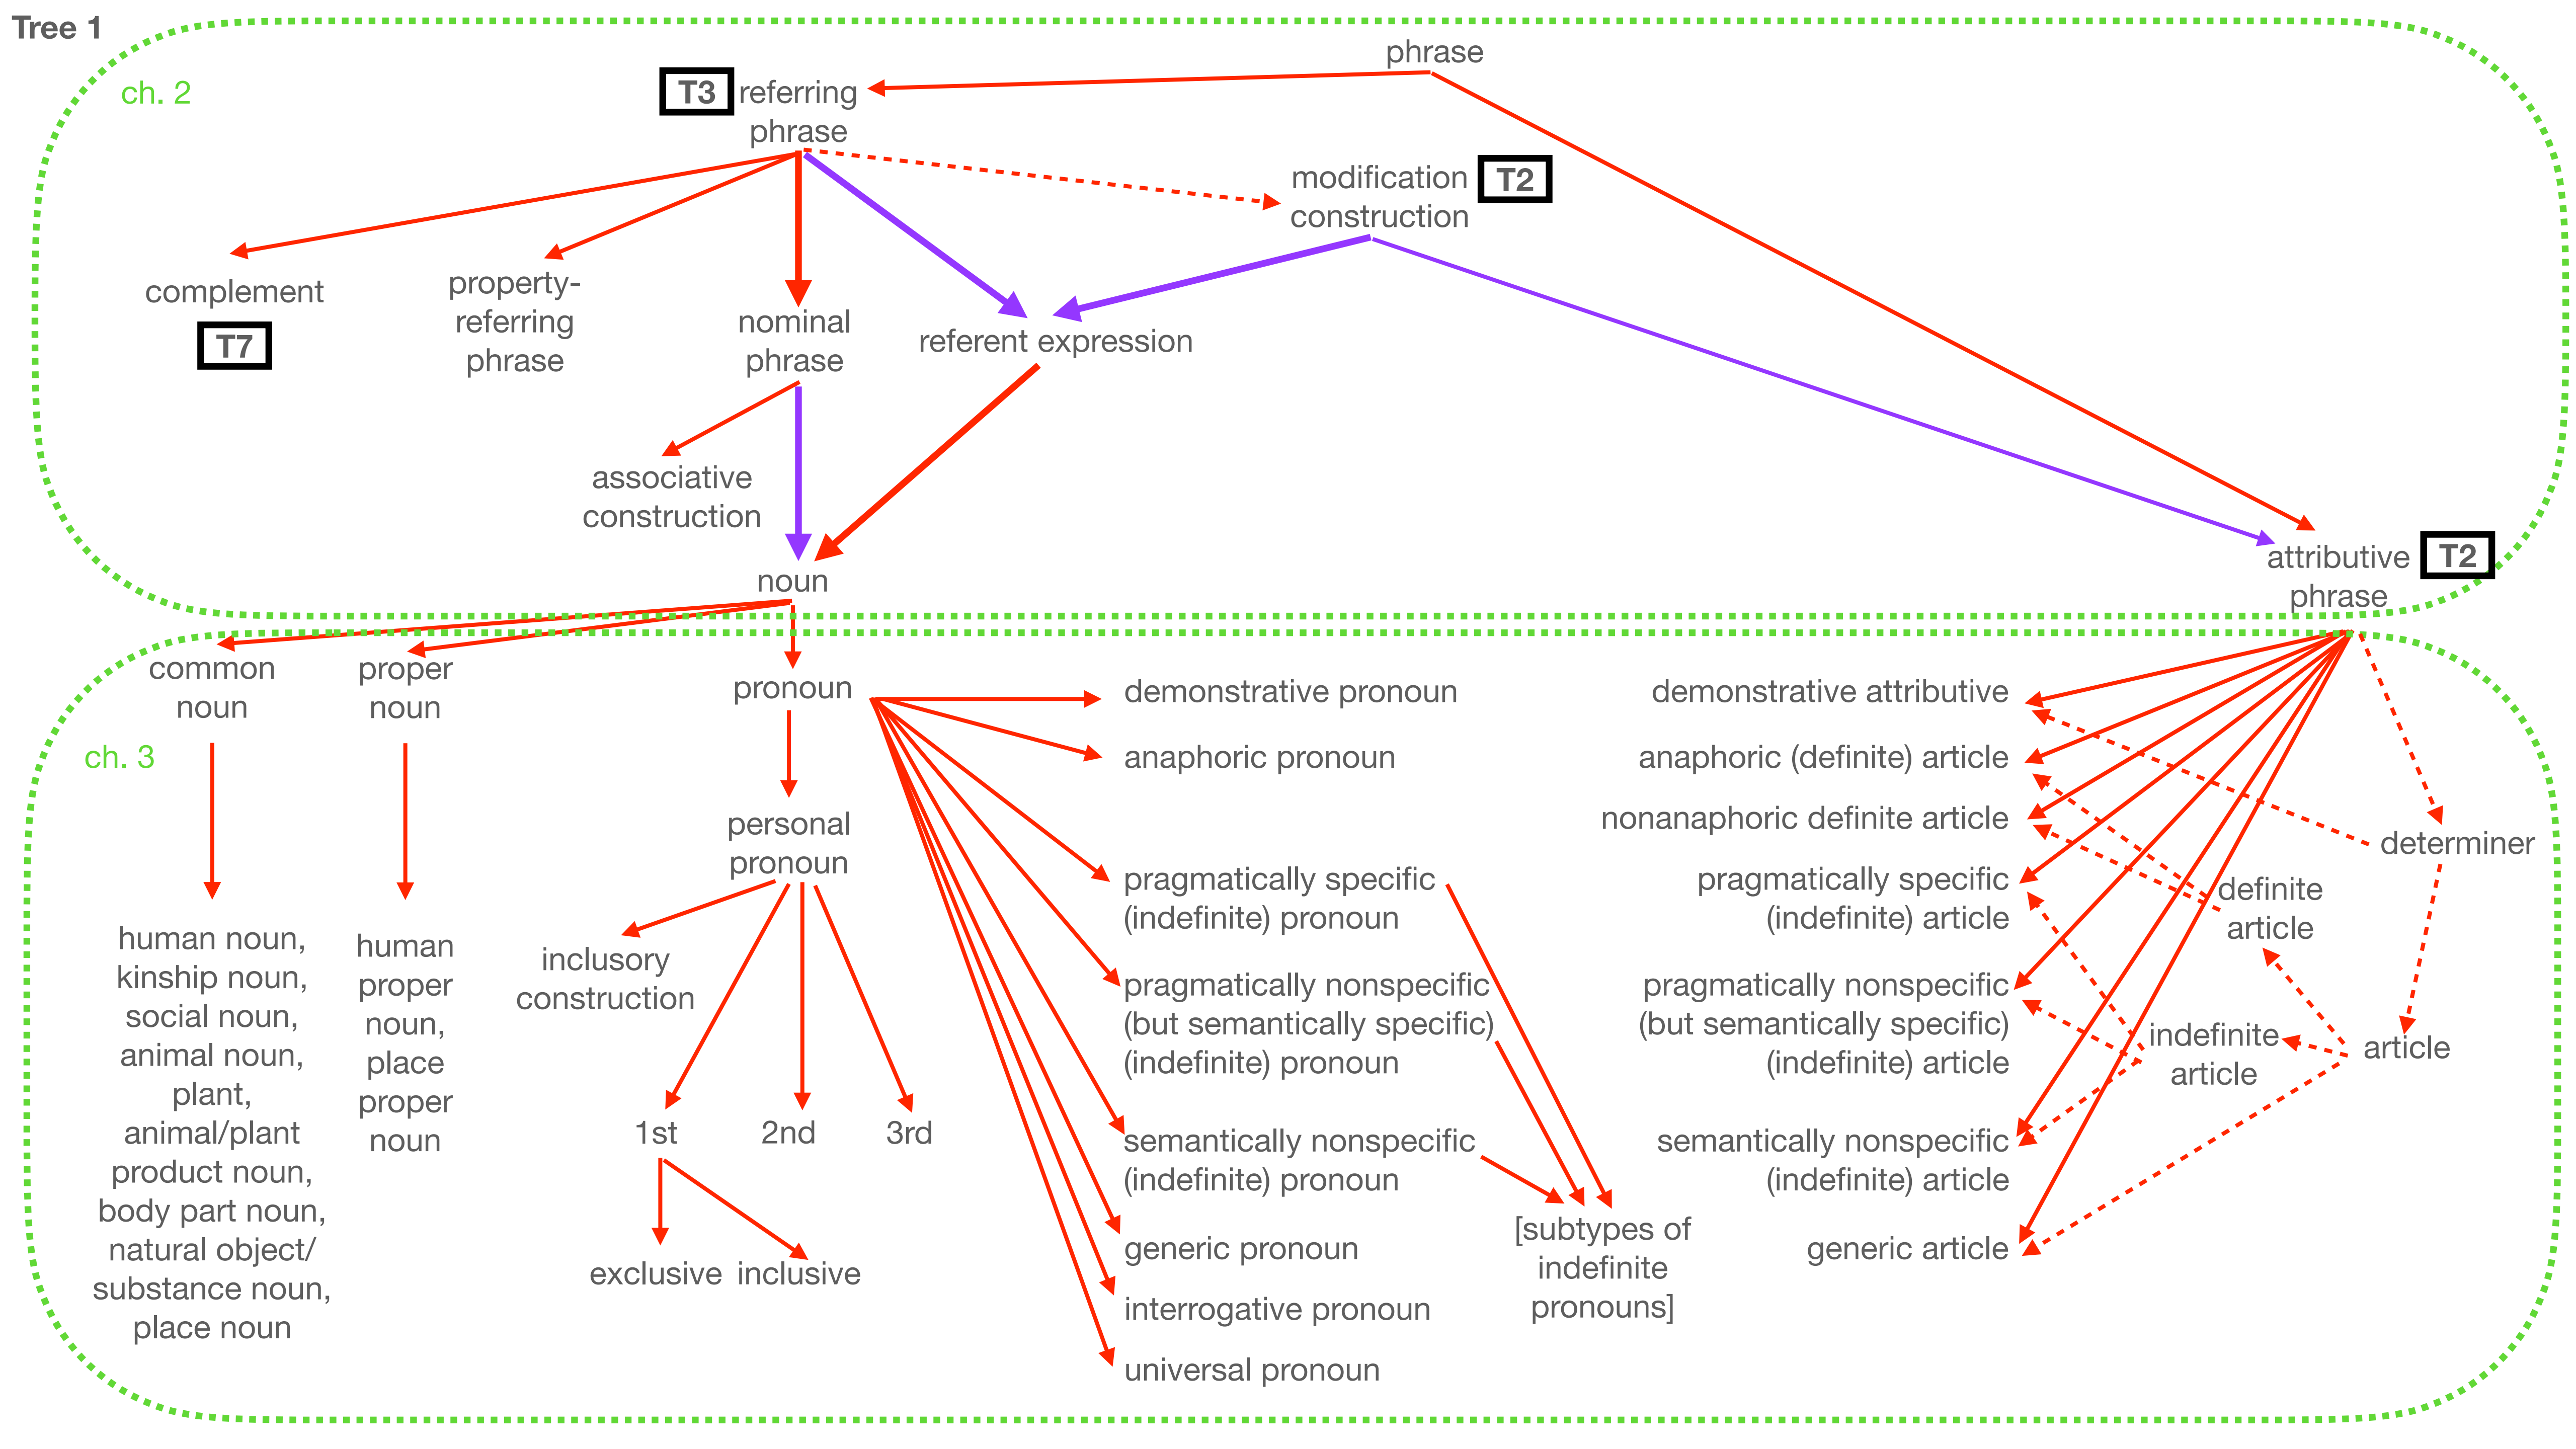 Tree 1
ch. 2
phrase
T3
referring
phrase
modification
construction
T2
complement
T7
property-
referring
phrase
nominal
phrase
referent expression
associative
construction
noun
attributive
phrase
T2
ch. 3
common
noun
proper
noun
pronoun
demonstrative pronoun
anaphoric pronoun
personal
pronoun
pragmatically specific
(indefinite) pronoun
pragmatically nonspecific
(but semantically specific)
(indefinite) pronoun
semantically nonspecific
(indefinite) pronoun
generic pronoun
interrogative pronoun
universal pronoun
human noun,
kinship noun,
social noun,
animal noun,
plant,
animal/plant
product noun,
body part noun,
natural object/
substance noun,
place noun
human
proper
noun,
place
proper
noun
inclusory
construction
1st
2nd
3rd
exclusive
inclusive
[subtypes of
indefinite
pronouns]
demonstrative attributive
anaphoric (definite) article
nonanaphoric definite article
pragmatically specific
(indefinite) article
pragmatically nonspecific
(but semantically specific)
(indefinite) article
semantically nonspecific
(indefinite) article
generic article
determiner
definite
article
indefinite
article
article